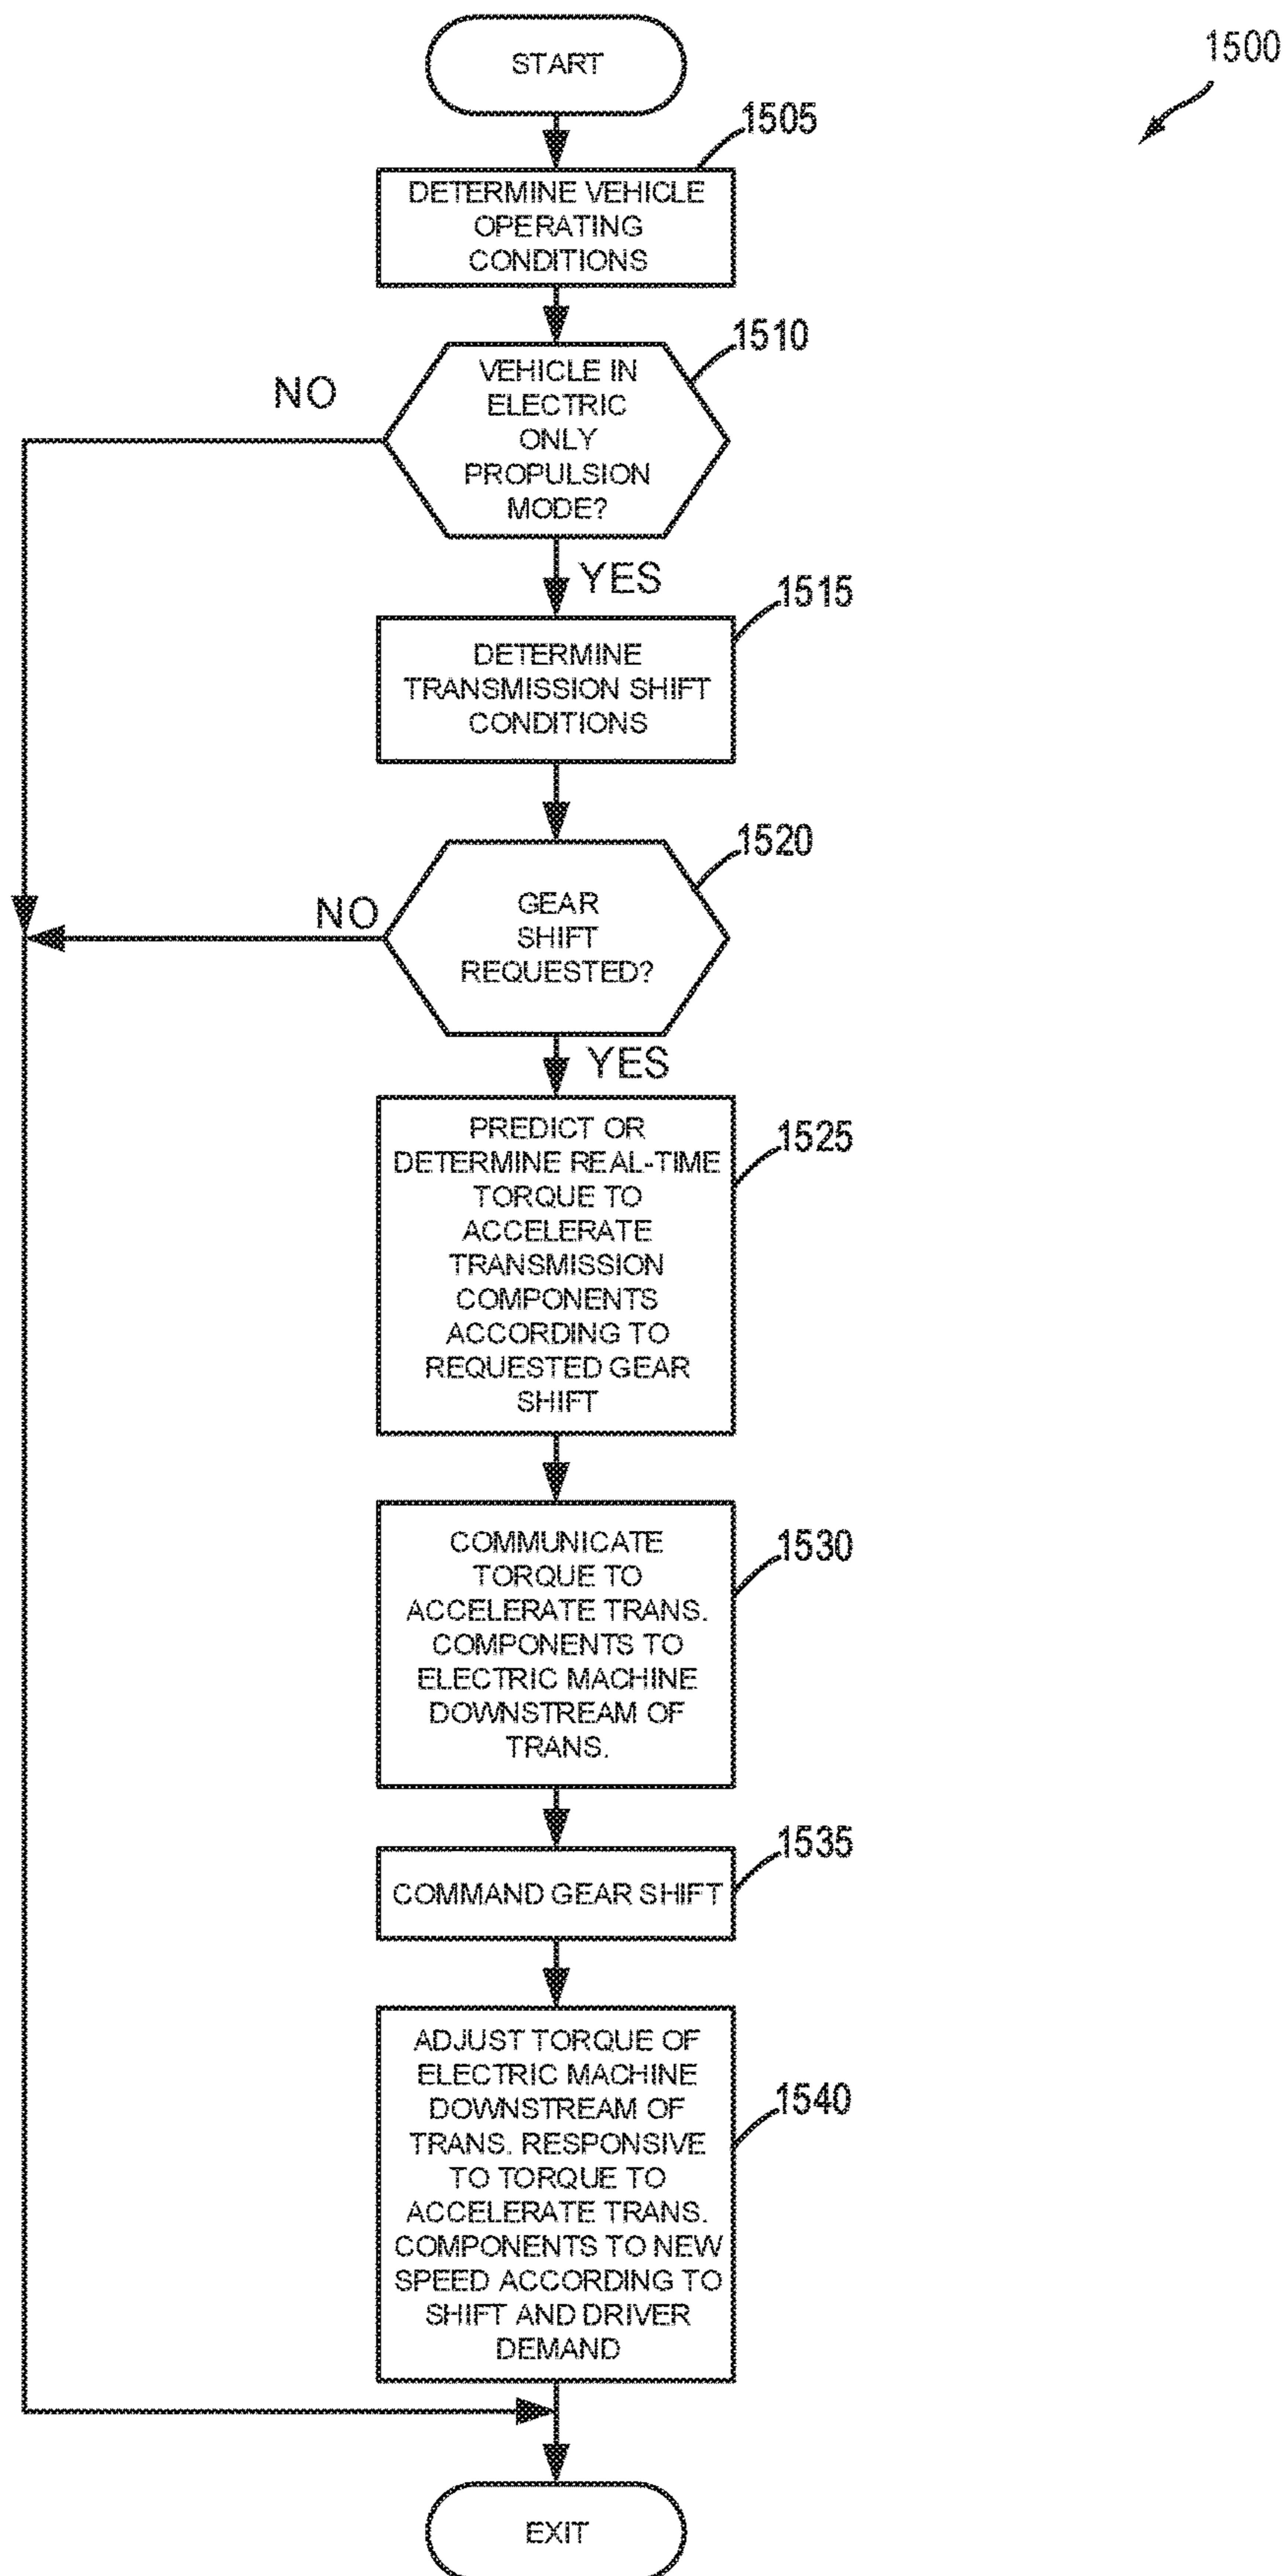 1500
START
1505
DETERMINE VEHICLE
OPERATING
CONDITIONS
1510
VEHICLE IN
ELECTRIC
ONLY
PROPULSION
MODE?
NO
YES
1515
DETERMINE
TRANSMISSION SHIFT
CONDITIONS
1520
GEAR
SHIFT
REQUESTED?
NO
YES
1525
PREDICT OR
DETERMINE REAL-TIME
TORQUE TO
ACCELERATE
TRANSMISSION
COMPONENTS
ACCORDING TO
REQUESTED GEAR
SHIFT
1530
COMMUNICATE
TORQUE TO
ACCELERATE TRANS.
COMPONENTS TO
ELECTRIC MACHINE
DOWNSTREAM OF
TRANS.
1535
COMMAND GEAR SHIFT
1540
ADJUST TORQUE OF
ELECTRIC MACHINE
DOWNSTREAM OF
TRANS. RESPONSIVE
TO TORQUE TO
ACCELERATE TRANS.
COMPONENTS TO NEW
SPEED ACCORDING TO
SHIFT AND DRIVER
DEMAND
EXIT